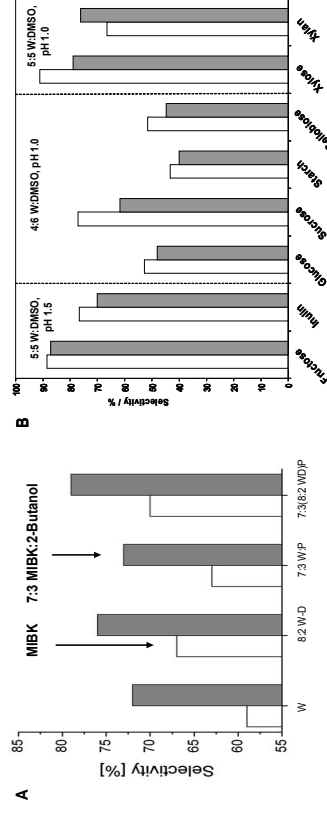 A
MIBK
7:3 MIBK:2-Butanol
Selectivity [%]
85
80
75
70
65
60
55
W
8:2 W-D
7:3 W:P
7:3(8:2 WD)P
B
5:5 W:DMSO,
pH 1.5
4:6 W:DMSO, pH 1.0
5:5 W:DMSO,
pH 1.0
Selectivity / %
100
90
80
70
60
50
40
30
20
10
0
Fructose
Inulin
Glucose
Sucrose
Starch
Cellobiose
Xylose
Xylan